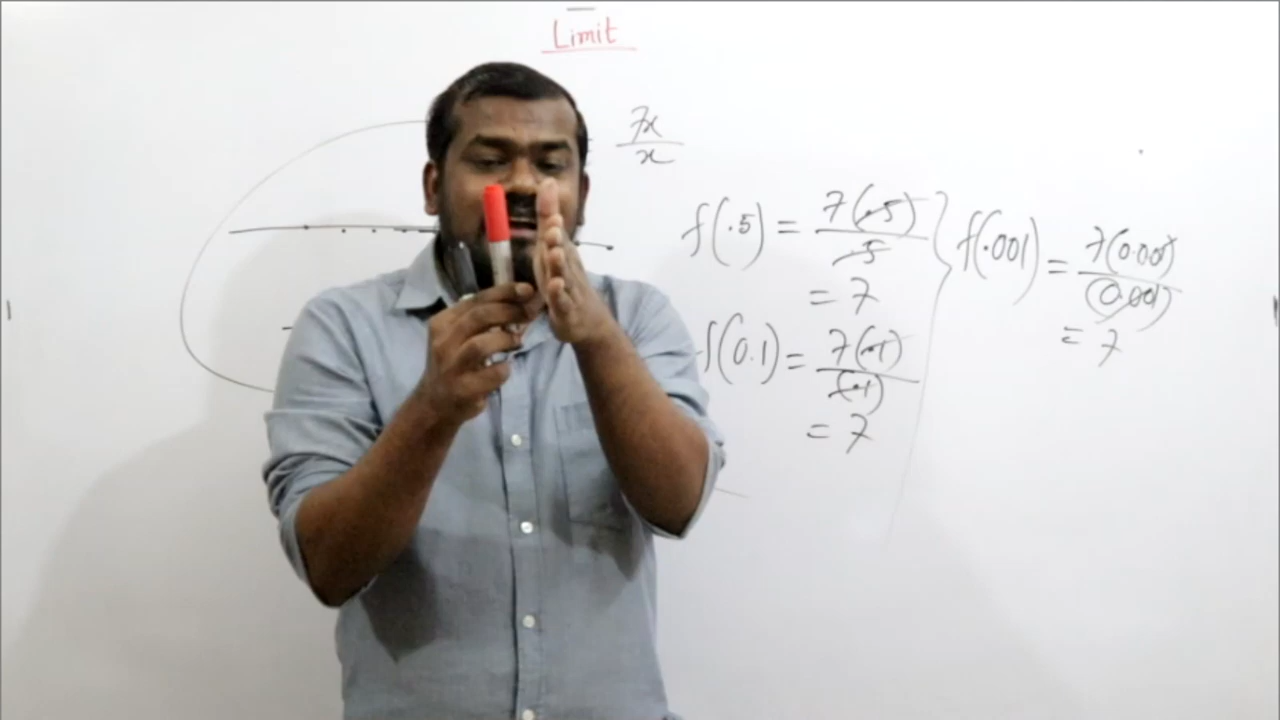 Limit
7x/x
f(.5) = 7(.5)/.5
= 7
f(0.1) = 7(.1)/(.1)
= 7
f(.001) = 7(0.001)/(0.001)
= 7